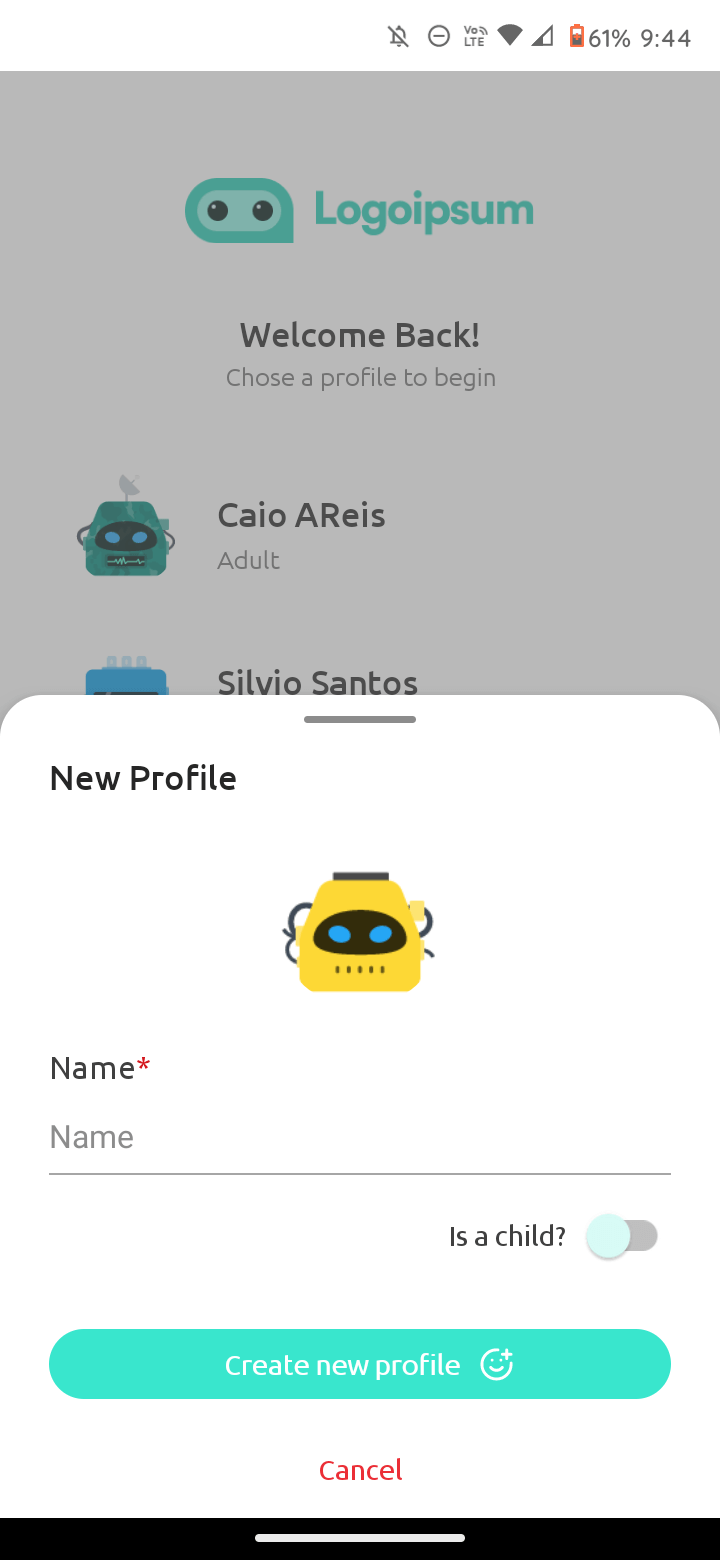 Vo LTE 61% 9:44
Logoipsum
Welcome Back!
Chose a profile to begin
Caio AReis
Adult
Silvio Santos
New Profile
Name*
Name
Is a child?
Create new profile
Cancel